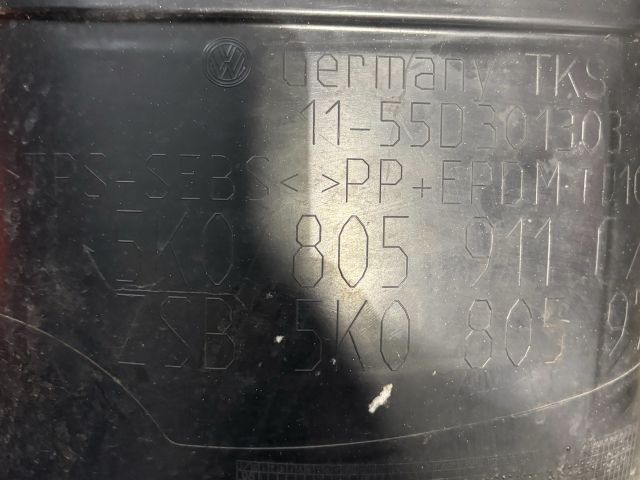 Germany TKS
11-55D301303
>TPS-SEBS< >PP+EPDM
5K0 805 911
ZSB 5K0 805